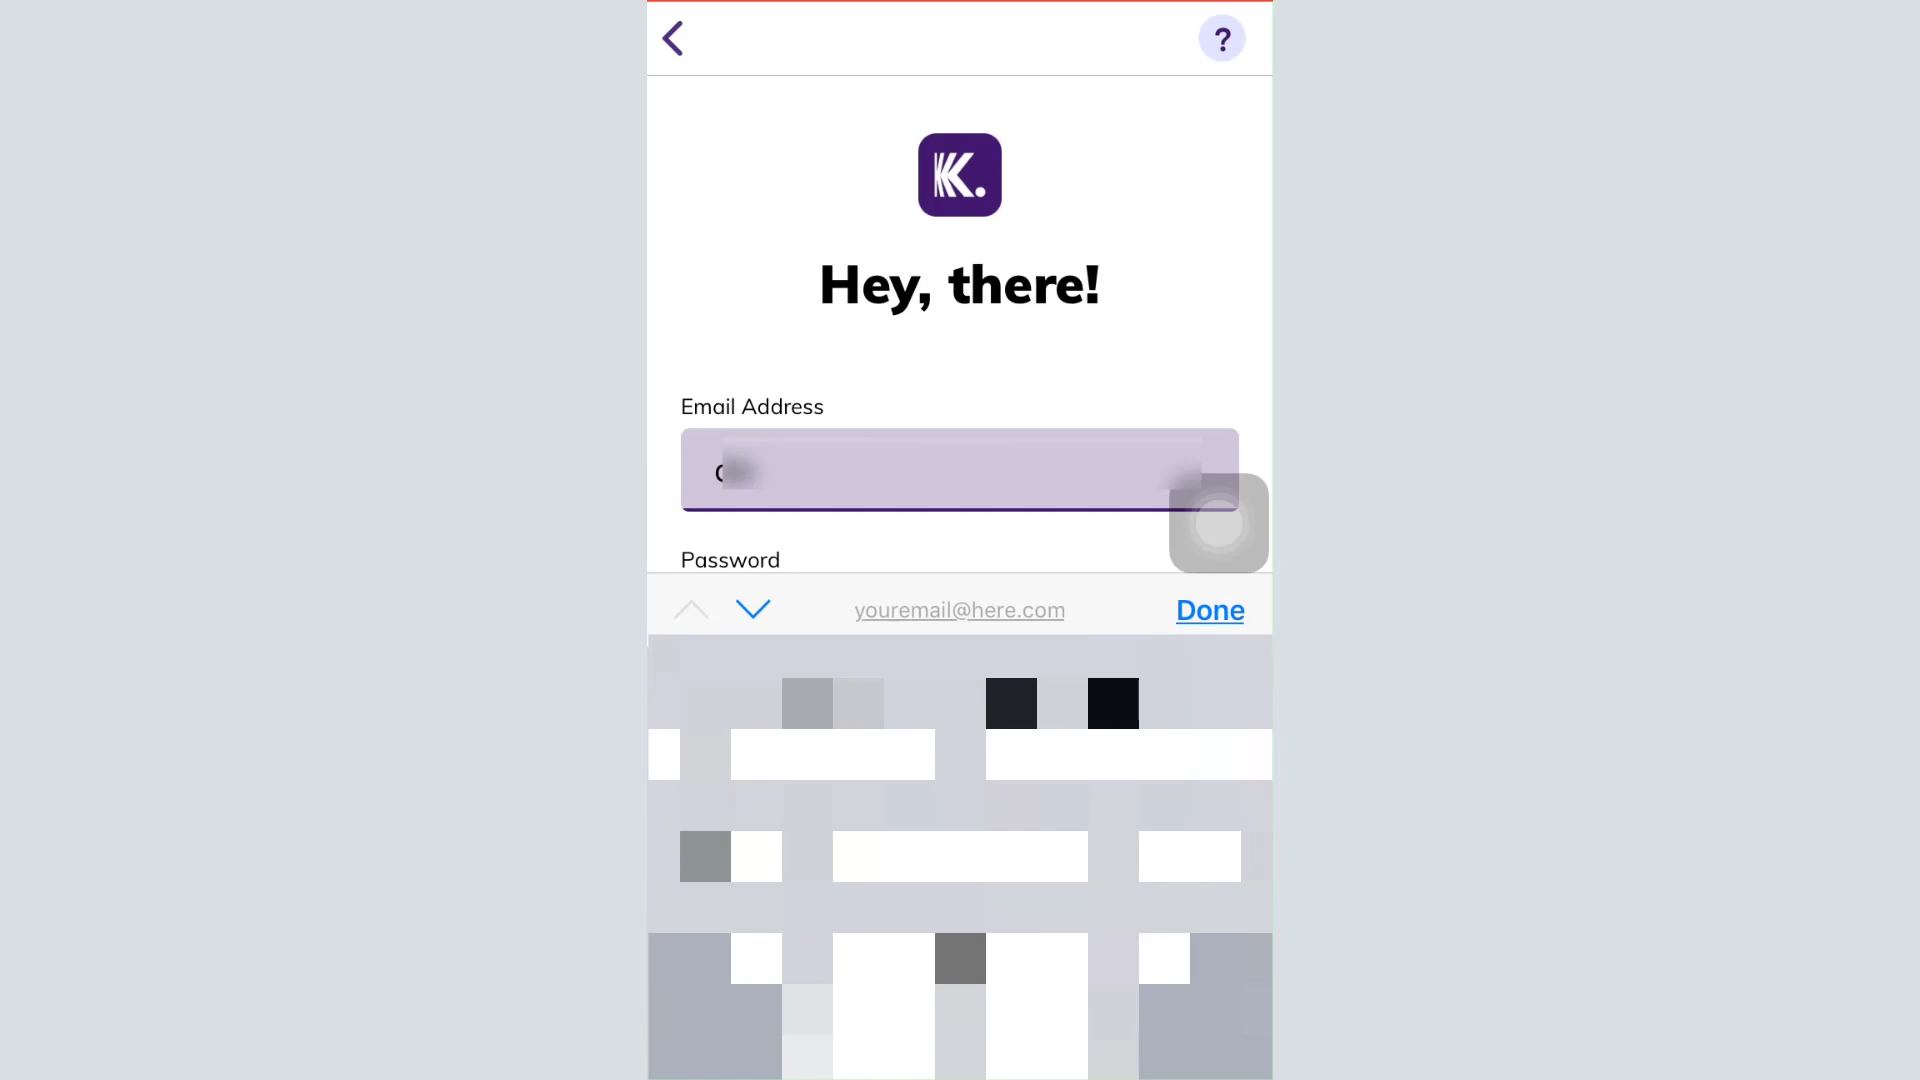 ?
K.
Hey, there!
Email Address
Password
youremail@here.com
Done